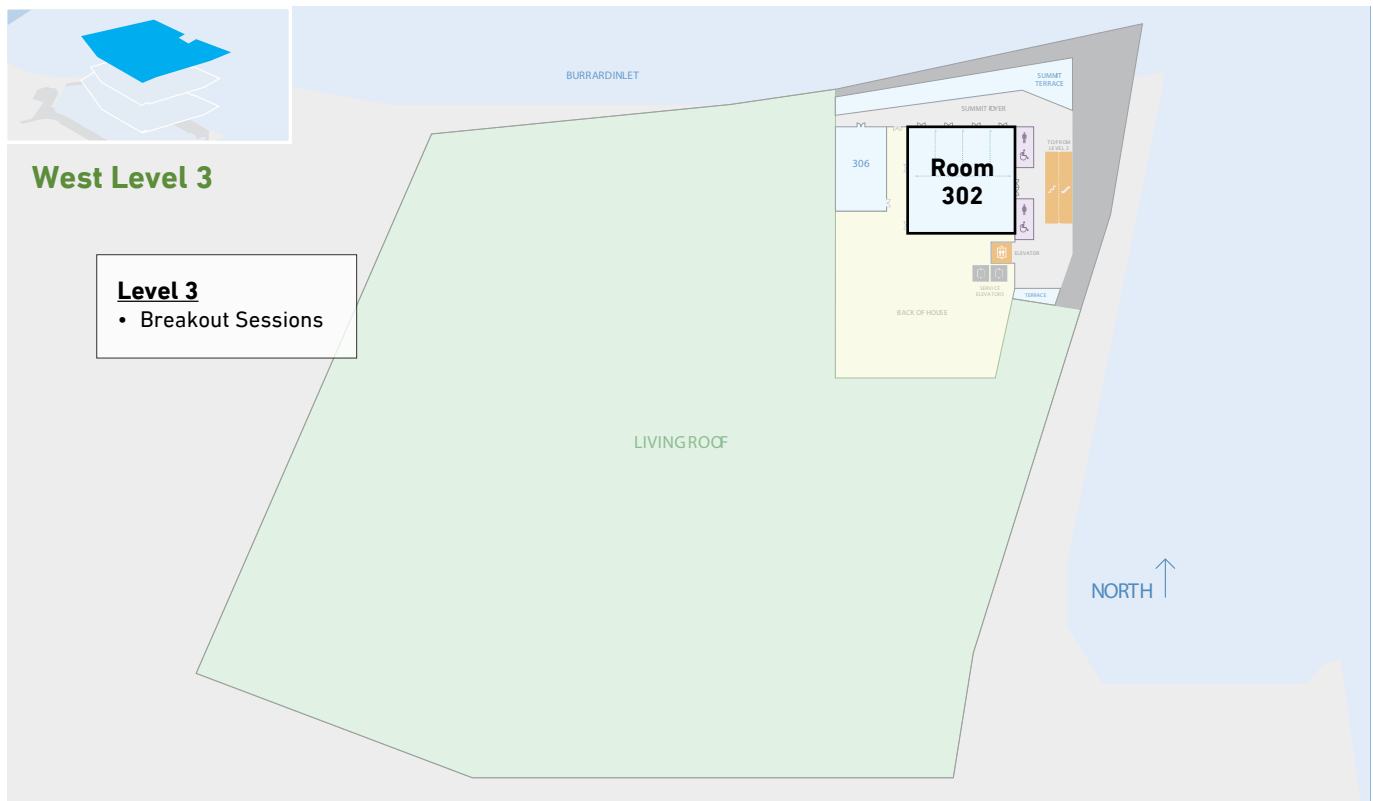 BURRARD INLET
SUMMIT
TERRACE
SUMMIT FOYER
TO/FROM
LEVEL 2
306
Room
302
West Level 3
ELEVATOR
Level 3
• Breakout Sessions
SERVICE
ELEVATORS
TERRACE
BACK OF HOUSE
LIVING ROOF
NORTH